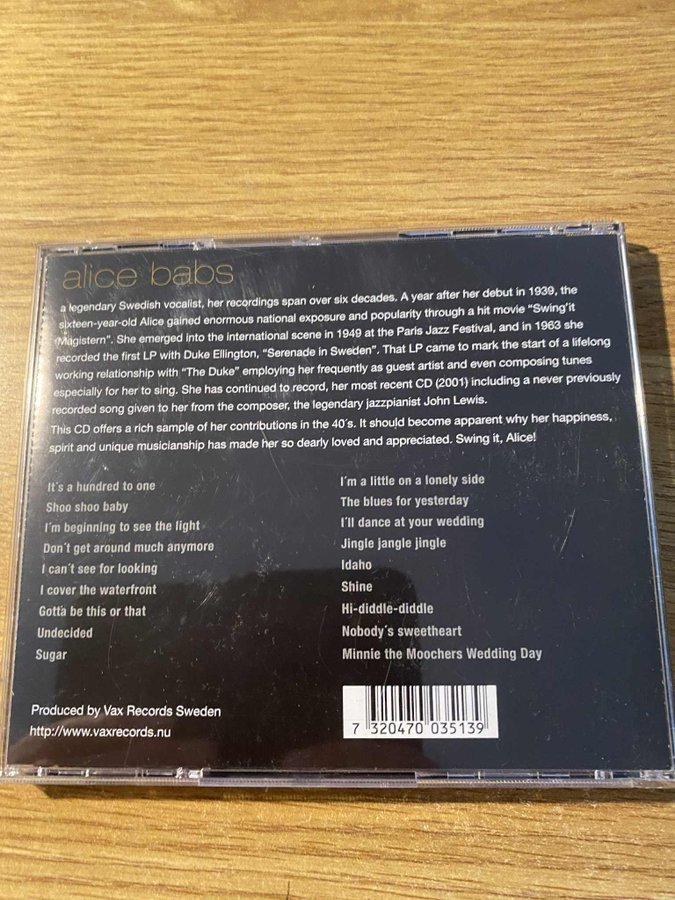 alice babs
a legendary Swedish vocalist, her recordings span over six decades. A year after her debut in 1939, the
sixteen-year-old Alice gained enormous national exposure and popularity through a hit movie “Swing’it
Magistern”. She emerged into the international scene in 1949 at the Paris Jazz Festival, and in 1963 she
recorded the first LP with Duke Ellington, “Serenade in Sweden”. That LP came to mark the start of a lifelong
working relationship with “The Duke” employing her frequently as guest artist and even composing tunes
especially for her to sing. She has continued to record, her most recent CD (2001) including a never previously
recorded song given to her from the composer, the legendary jazzpianist John Lewis.
This CD offers a rich sample of her contributions in the 40´s. It should become apparent why her happiness,
spirit and unique musicianship has made her so dearly loved and appreciated. Swing it, Alice!
It´s a hundred to one
Shoo shoo baby
I´m beginning to see the light
Don´t get around much anymore
I can´t see for looking
I cover the waterfront
Gotta be this or that
Undecided
Sugar
I´m a little on a lonely side
The blues for yesterday
I´ll dance at your wedding
Jingle jangle jingle
Idaho
Shine
Hi-diddle-diddle
Nobody´s sweetheart
Minnie the Moochers Wedding Day
Produced by Vax Records Sweden
http://www.vaxrecords.nu
7 320470 035139